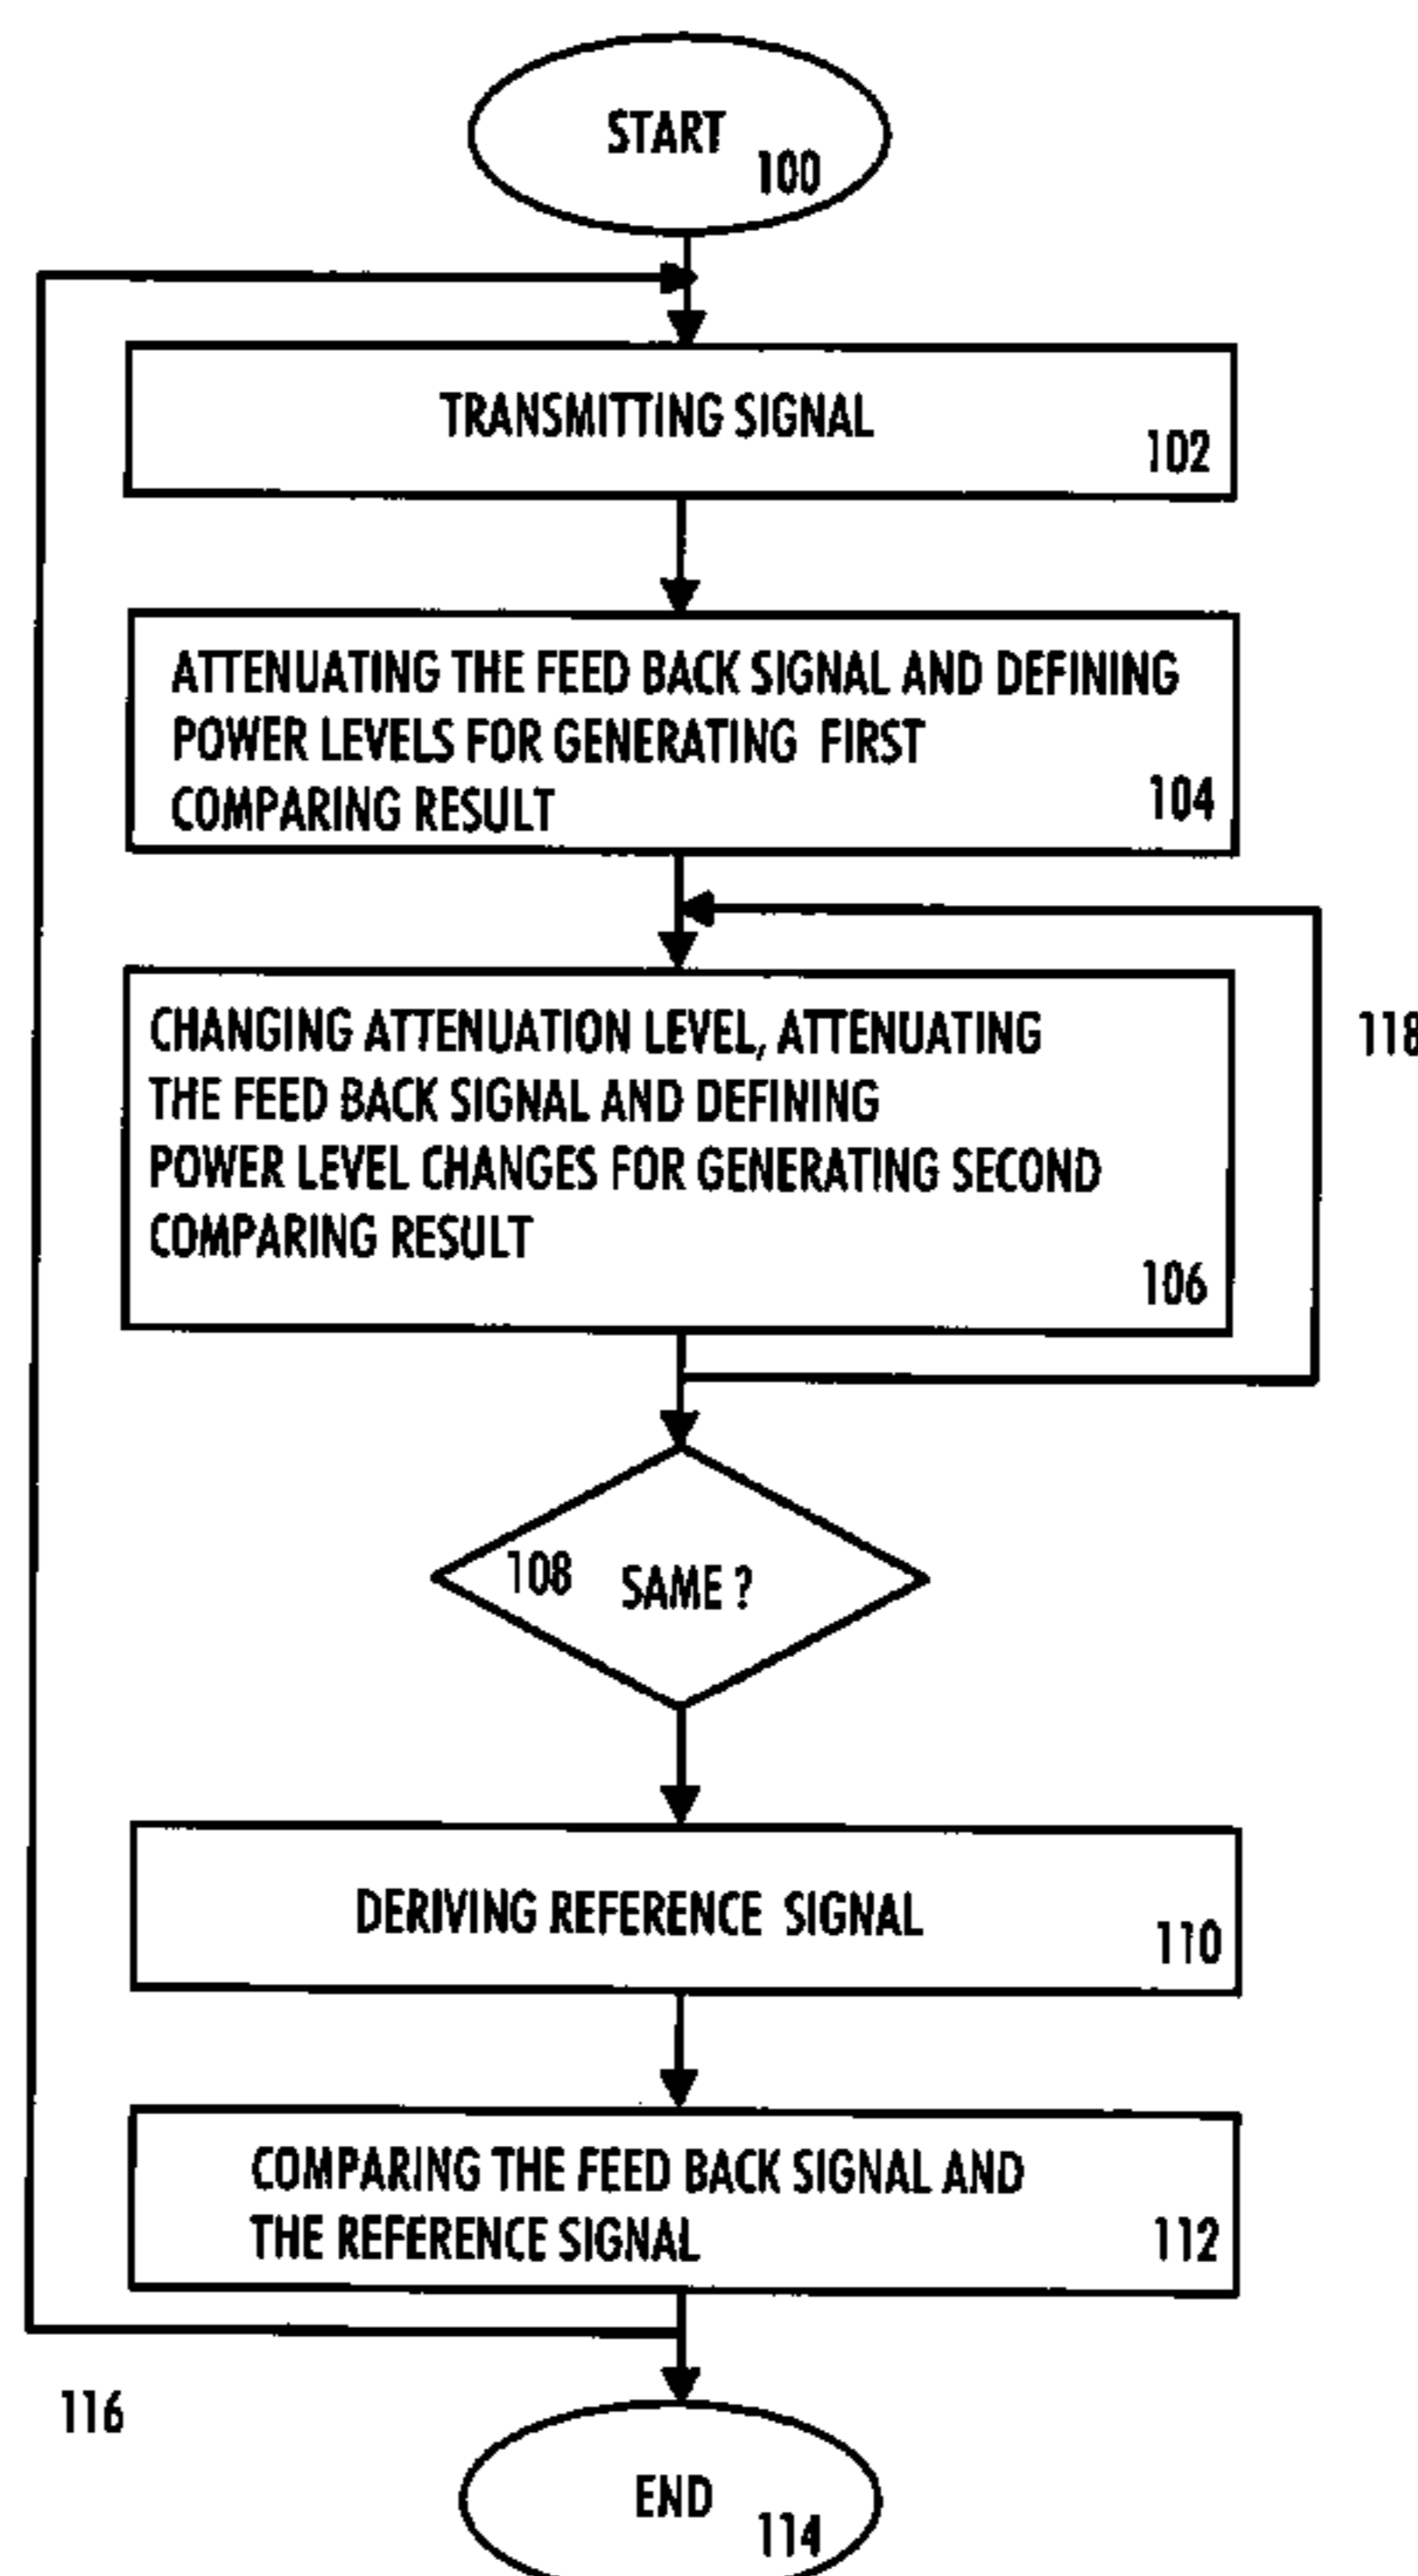 START
100
TRANSMITTING SIGNAL
102
ATTENUATING THE FEED BACK SIGNAL AND DEFINING
POWER LEVELS FOR GENERATING FIRST
COMPARING RESULT
104
CHANGING ATTENUATION LEVEL, ATTENUATING
THE FEED BACK SIGNAL AND DEFINING
POWER LEVEL CHANGES FOR GENERATING SECOND
COMPARING RESULT
106
118
108 SAME ?
DERIVING REFERENCE SIGNAL
110
COMPARING THE FEED BACK SIGNAL AND
THE REFERENCE SIGNAL
112
116
END
114